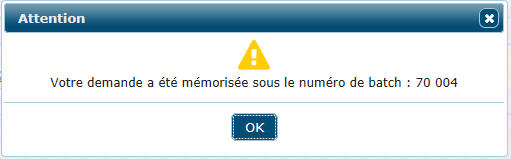 Attention
Votre demande a été mémorisée sous le numéro de batch : 70 004
OK